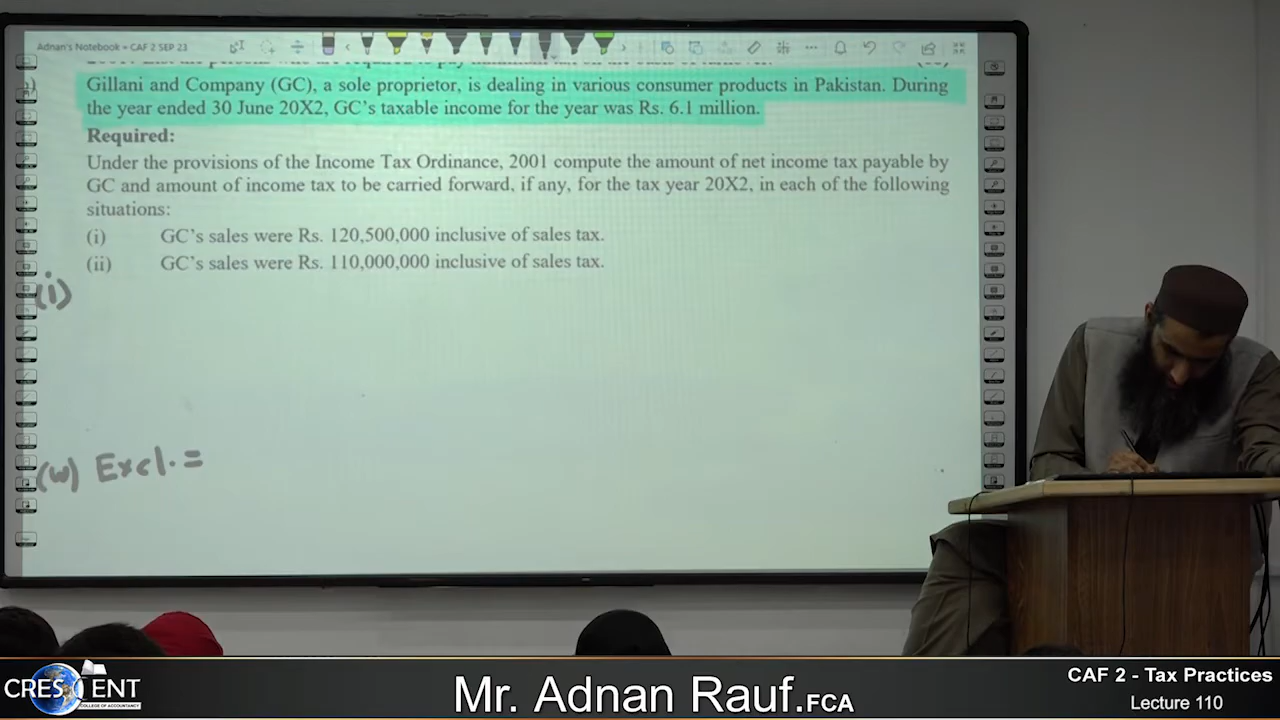 Adnan's Notebook • CAF 2 SEP 23
Gillani and Company (GC), a sole proprietor, is dealing in various consumer products in Pakistan. During
the year ended 30 June 20X2, GC's taxable income for the year was Rs. 6.1 million.
Required:
Under the provisions of the Income Tax Ordinance, 2001 compute the amount of net income tax payable by
GC and amount of income tax to be carried forward, if any, for the tax year 20X2, in each of the following
situations:
(i) GC's sales were Rs. 120,500,000 inclusive of sales tax.
(ii) GC's sales were Rs. 110,000,000 inclusive of sales tax.
(i)
(w) Excl. =
CRESCENT
COLLEGE OF ACCOUNTANCY
Mr. Adnan Rauf.FCA
CAF 2 - Tax Practices
Lecture 110